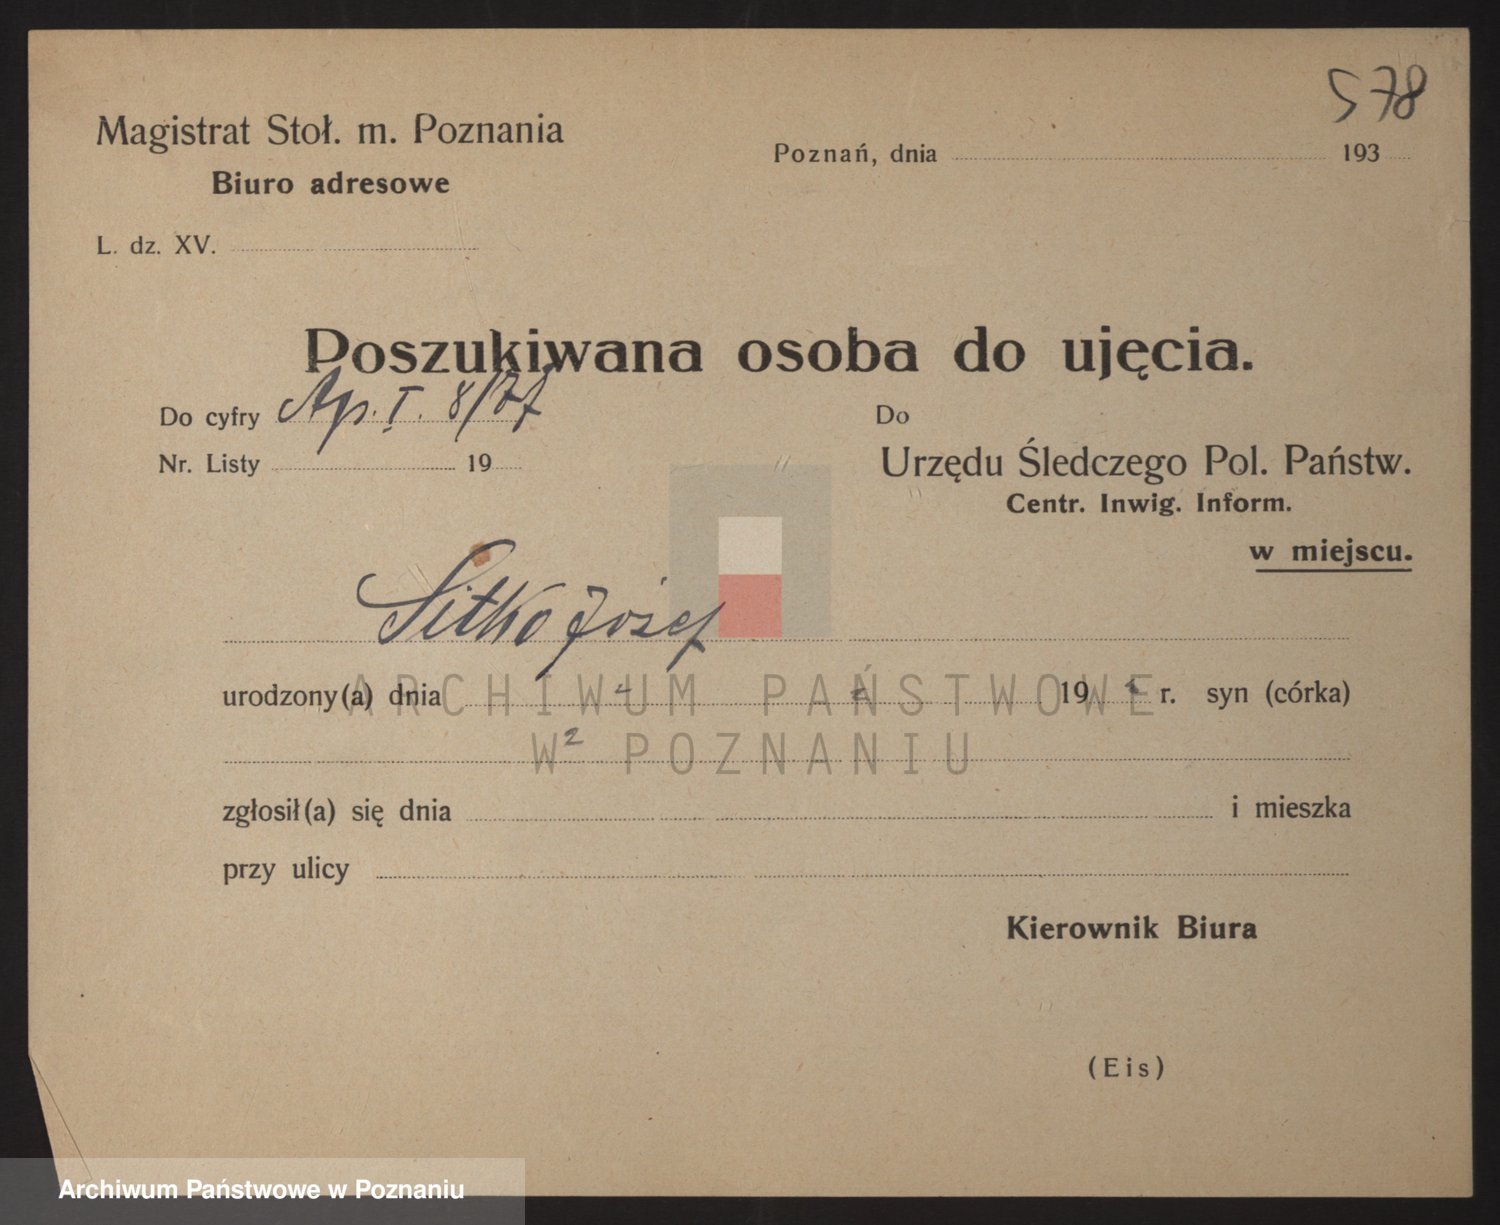 578
Magistrat Stoł. m. Poznania
Biuro adresowe
Poznań, dnia 193
L. dz. XV.
Poszukiwana osoba do ujęcia.
Do cyfry Ap. I. 8/27
Nr. Listy 19
Do
Urzędu Śledczego Pol. Państw.
Centr. Inwig. Inform.
w miejscu.
Sitko Józef
urodzony(a) dnia 19 r. syn (córka)
ARCHIWUM PAŃSTWOWE
W POZNANIU
zgłosił(a) się dnia i mieszka
przy ulicy
Kierownik Biura
(Eis)
Archiwum Państwowe w Poznaniu